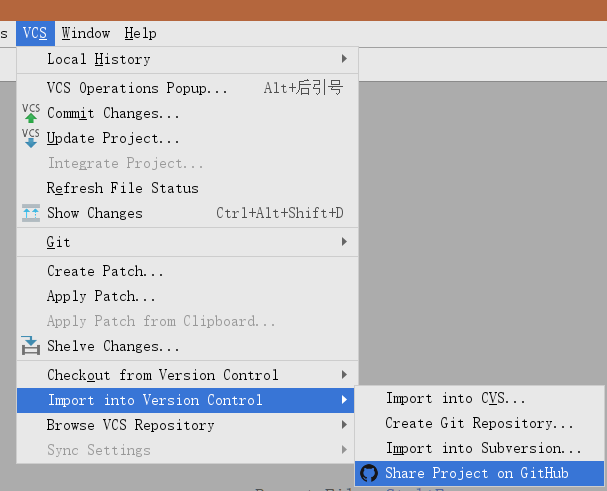 s VCS Window Help
Local History
VCS Operations Popup... Alt+后引号
VCS Commit Changes...
VCS Update Project...
Integrate Project...
Refresh File Status
Show Changes Ctrl+Alt+Shift+D
Git
Create Patch...
Apply Patch...
Apply Patch from Clipboard...
Shelve Changes...
Checkout from Version Control
Import into Version Control
Browse VCS Repository
Sync Settings
Import into CVS...
Create Git Repository...
Import into Subversion...
Share Project on GitHub